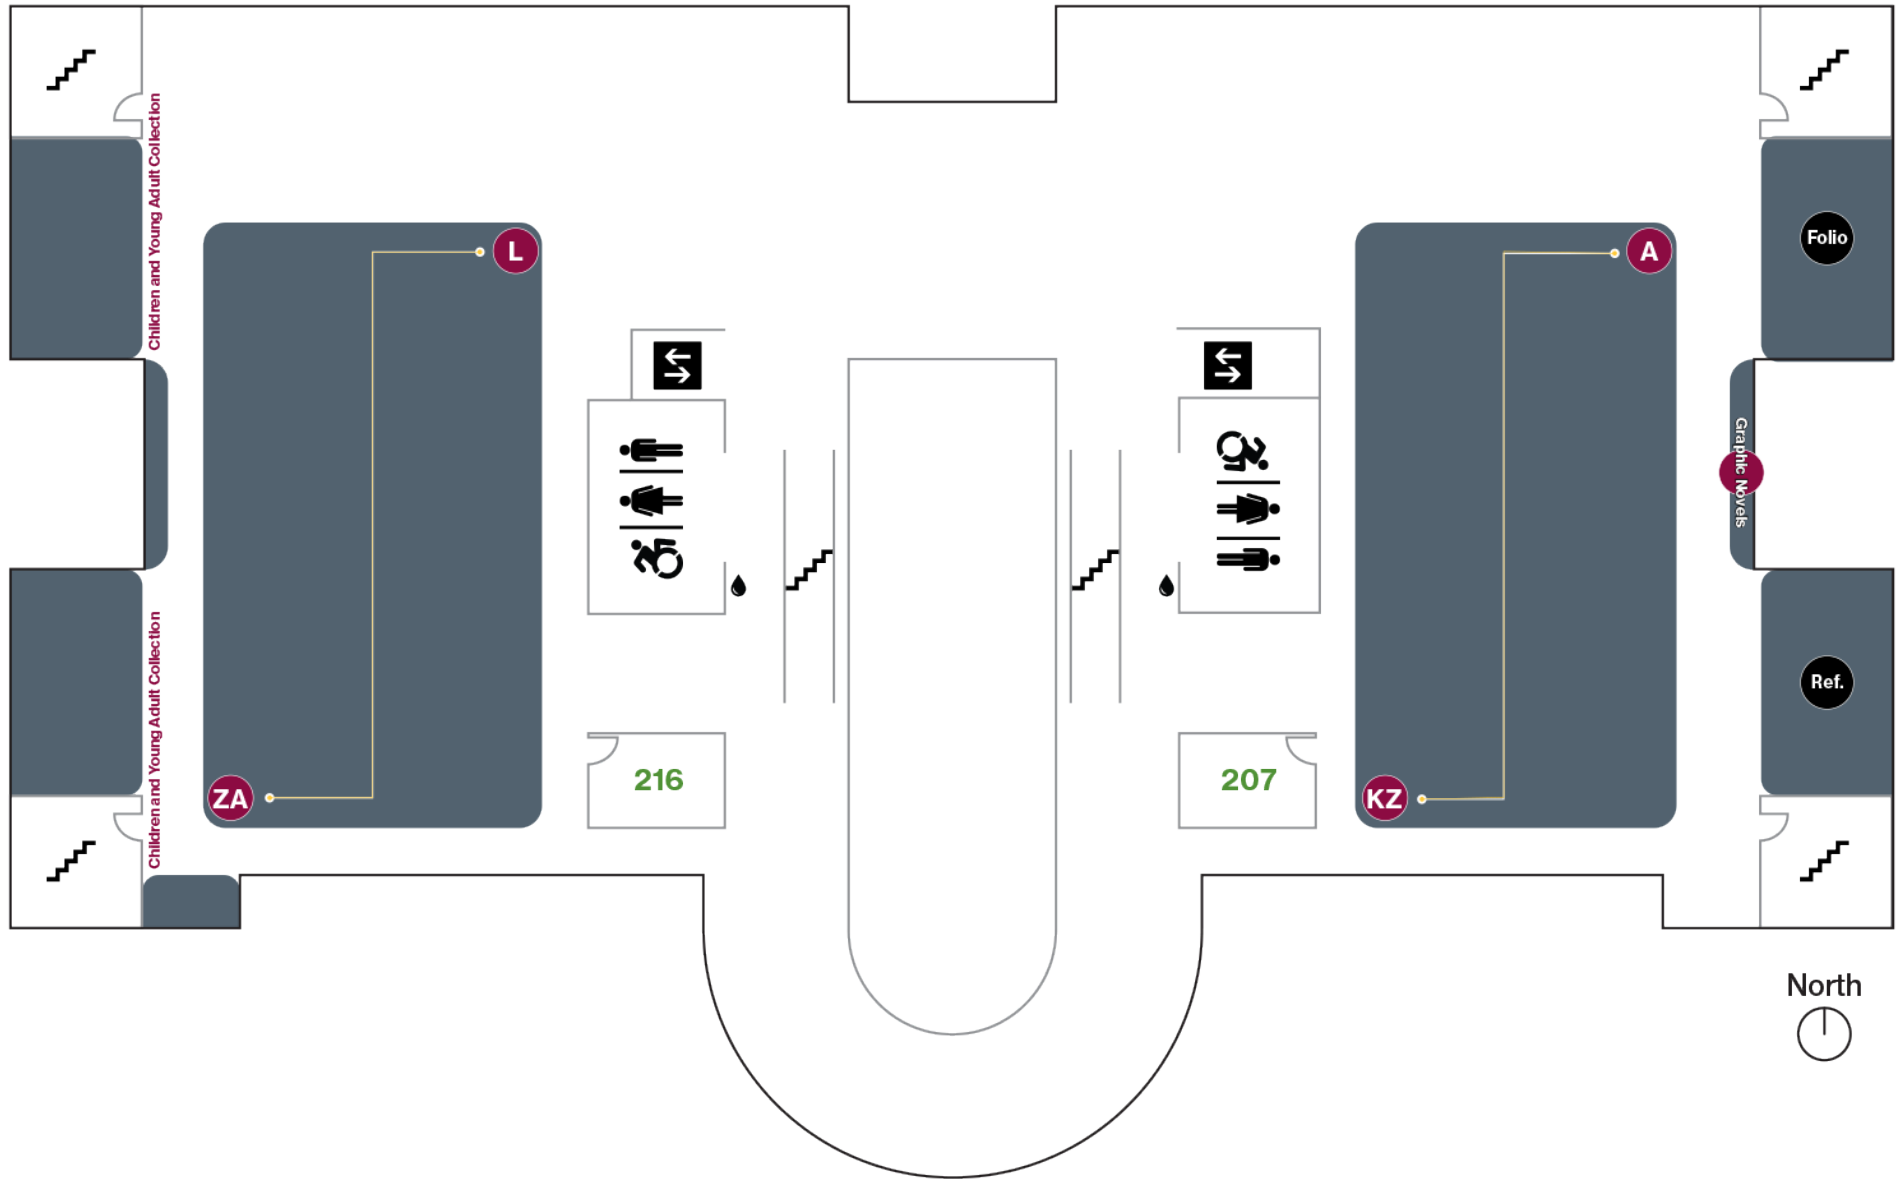 Children and Young Adult Collection
L
A
Folio
Graphic Novels
Children and Young Adult Collection
Ref.
ZA
216
207
KZ
North